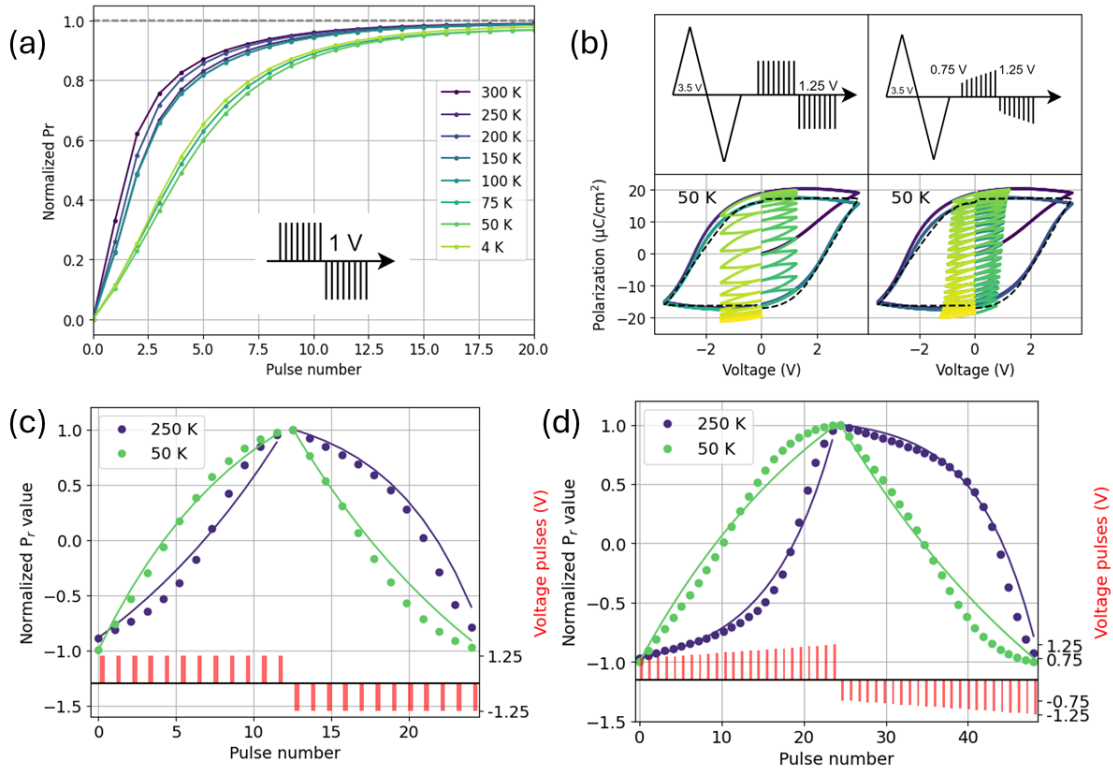 (a)
Normalized Pr
1.0
0.8
0.6
0.4
0.2
0.0
300 K
250 K
200 K
150 K
100 K
75 K
50 K
4 K
1 V
0.0 2.5 5.0 7.5 10.0 12.5 15.0 17.5 20.0
Pulse number
(b)
3.5 V
1.25 V
3.5 V
0.75 V
1.25 V
Polarization (µC/cm²)
20
10
0
−10
−20
50 K
50 K
−2 0 2
−2 0 2
Voltage (V)
Voltage (V)
(c)
Normalized Pᵣ value
1.0
0.5
0.0
−0.5
−1.0
−1.5
250 K
50 K
Voltage pulses (V)
1.25
-1.25
0 5 10 15 20
Pulse number
(d)
Normalized Pᵣ value
1.0
0.5
0.0
−0.5
−1.0
−1.5
250 K
50 K
Voltage pulses (V)
1.25
0.75
-0.75
-1.25
0 10 20 30 40
Pulse number